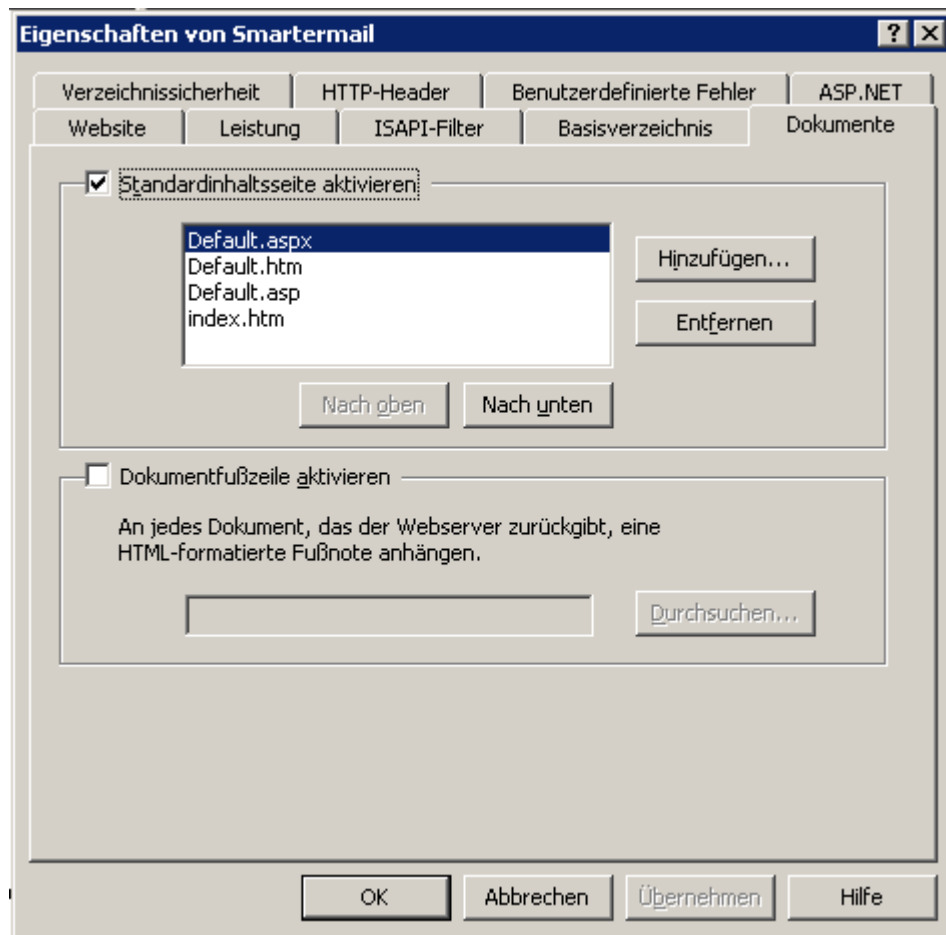 Eigenschaften von Smartermail
Verzeichnissicherheit HTTP-Header Benutzerdefinierte Fehler ASP.NET
Website Leistung ISAPI-Filter Basisverzeichnis Dokumente
Standardinhaltsseite aktivieren
Default.aspx
Default.htm
Default.asp
index.htm
Hinzufügen...
Entfernen
Nach oben Nach unten
Dokumentfußzeile aktivieren
An jedes Dokument, das der Webserver zurückgibt, eine
HTML-formatierte Fußnote anhängen.
Durchsuchen...
OK Abbrechen Übernehmen Hilfe